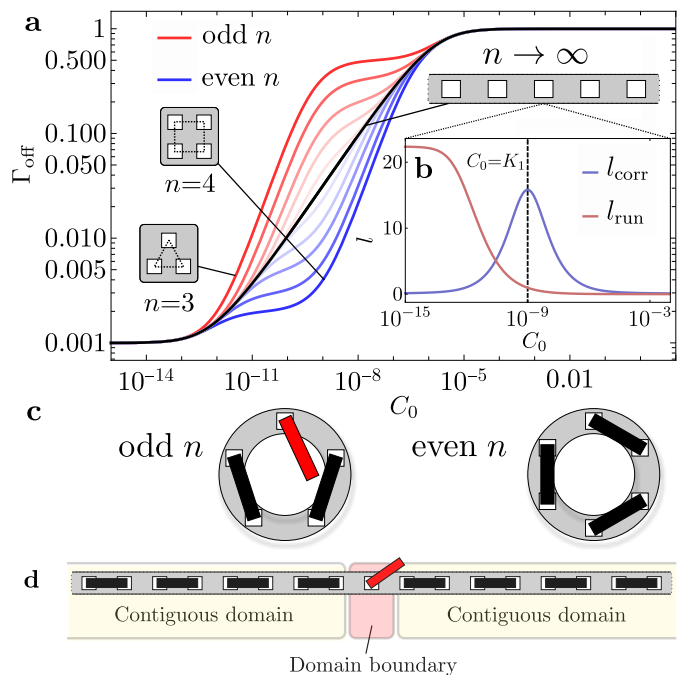 a
1
0.500
0.100
0.050
0.010
0.005
0.001
Γoff
odd n
even n
n=4
n=3
n → ∞
10⁻¹⁴
10⁻¹¹
10⁻⁸
10⁻⁵
0.01
C₀
b
C₀=K₁
lcorr
lrun
20
10
0
l
10⁻¹⁵
10⁻⁹
10⁻³
C₀
c
odd n
even n
d
Contiguous domain
Contiguous domain
Domain boundary